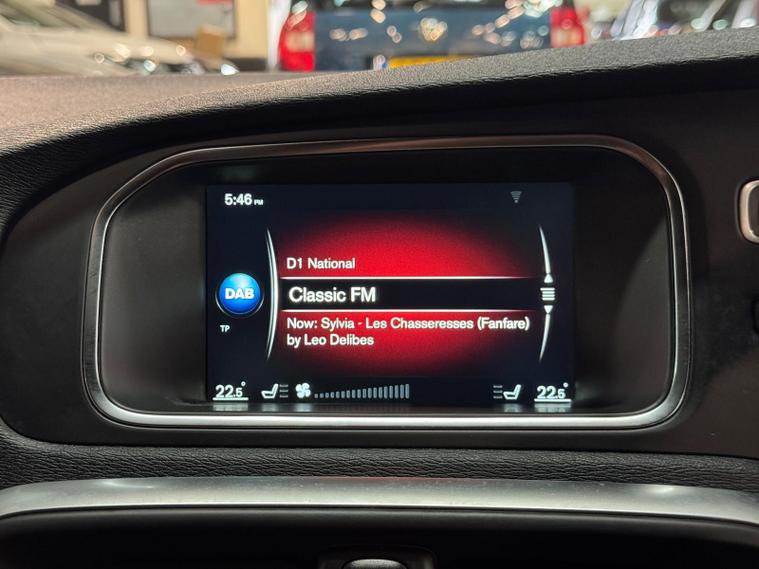 5:46 PM
D1 National
DAB
Classic FM
TP
Now: Sylvia - Les Chasseresses (Fanfare)
by Leo Delibes
22.5° 22.5°